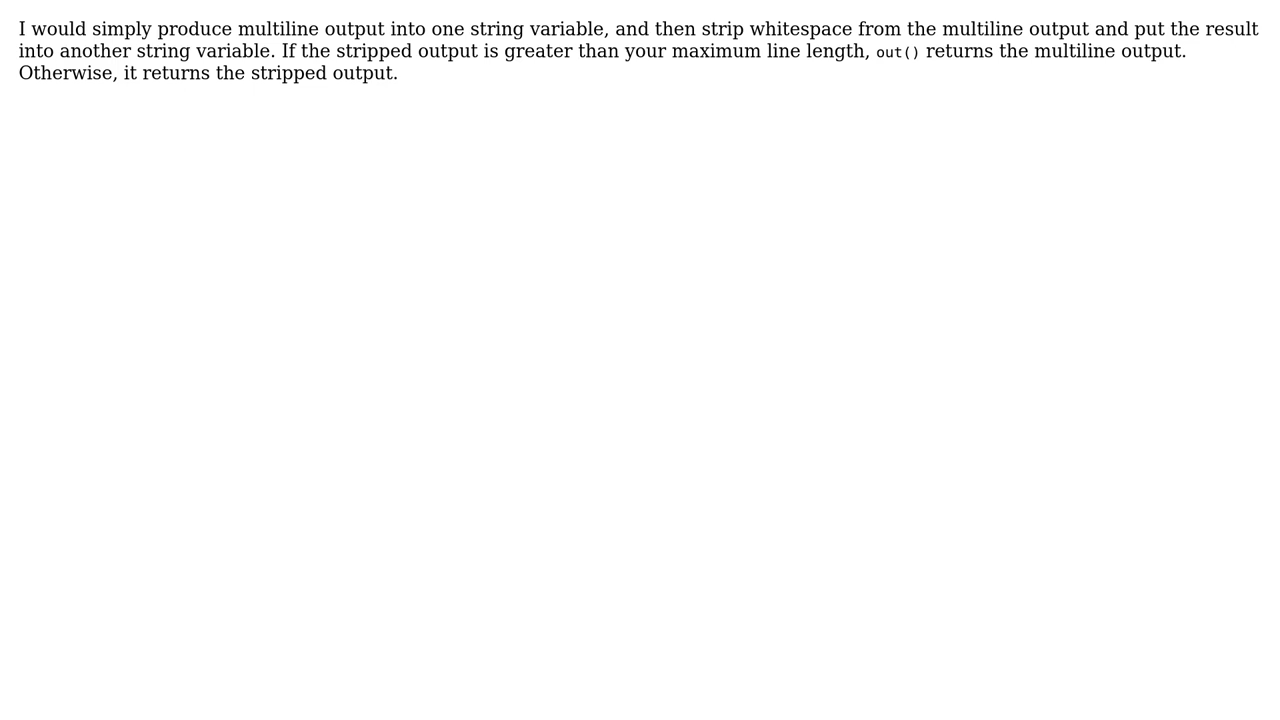 I would simply produce multiline output into one string variable, and then strip whitespace from the multiline output and put the result
into another string variable. If the stripped output is greater than your maximum line length, out() returns the multiline output.
Otherwise, it returns the stripped output.